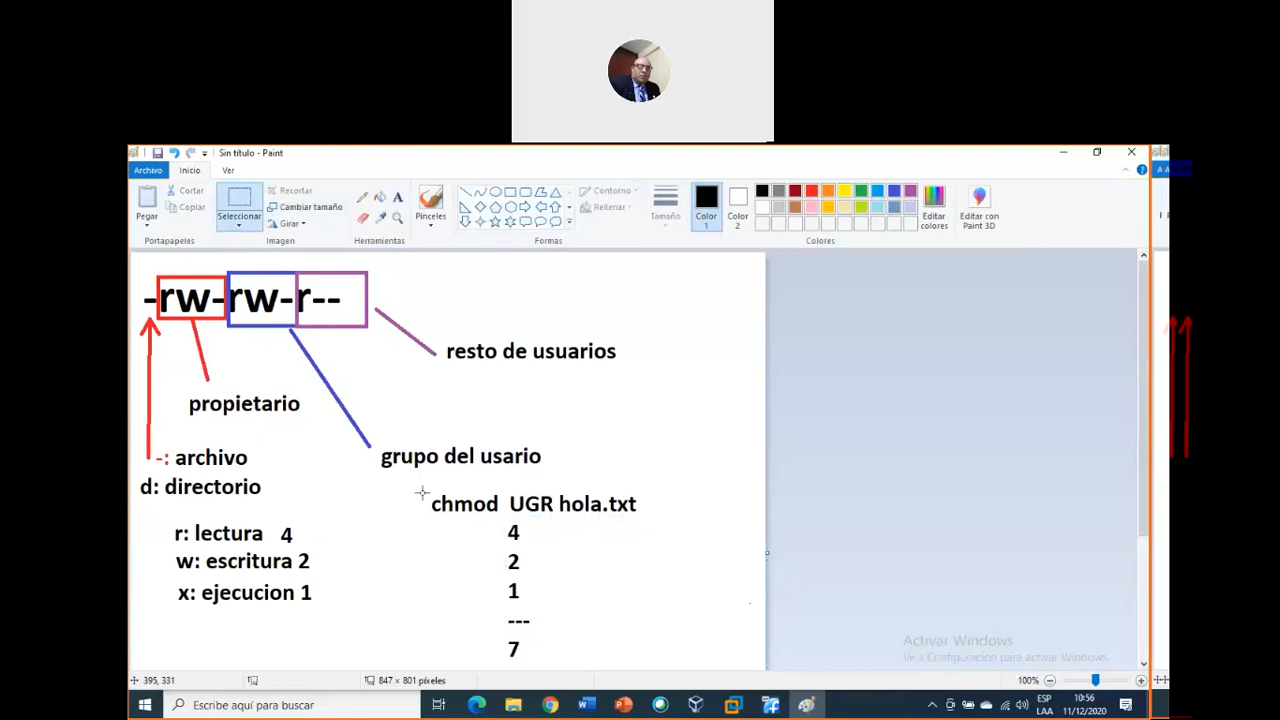 Sin título - Paint
Archivo
Inicio
Ver
Pegar
Cortar
Copiar
Portapapeles
Seleccionar
Recortar
Cambiar tamaño
Girar
Imagen
Herramientas
Pinceles
Contorno
Rellenar
Formas
Tamaño
Color 1
Color 2
Editar colores
Editar con Paint 3D
Colores
-rw-rw-r--
resto de usuarios
propietario
-: archivo
grupo del usario
d: directorio
chmod UGR hola.txt
r: lectura 4
4
w: escritura 2
2
x: ejecucion 1
1
---
7
Activar Windows
Ve a Configuración para activar Windows.
395, 331
847 × 801 píxeles
100%
Escribe aquí para buscar
ESP
LAA
10:56
11/12/2020